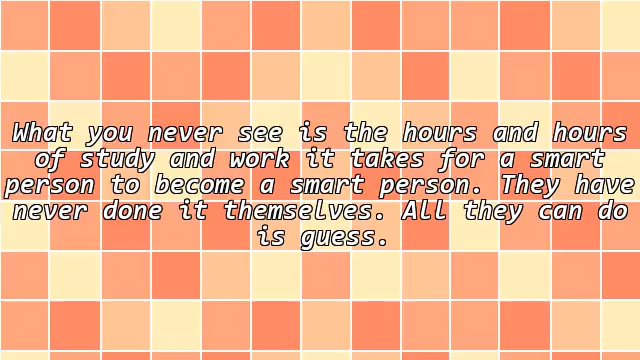 What you never see is the hours and hours
of study and work it takes for a smart
person to become a smart person. They have
never done it themselves. All they can do
is guess.